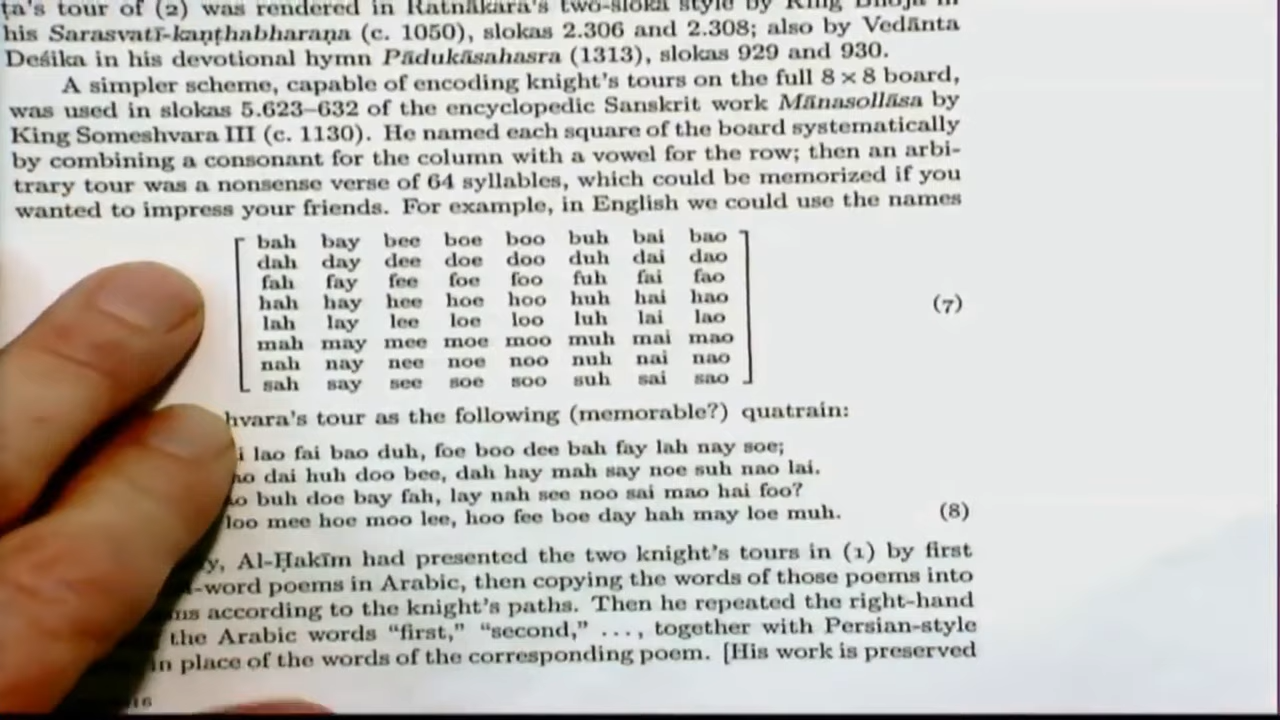 ṭa's tour of (2) was rendered in Ratnākara's two-sloka style by King Bhoja in
his Sarasvatī-kaṇṭhabharaṇa (c. 1050), slokas 2.306 and 2.308; also by Vedānta
Deśika in his devotional hymn Pādukāsahasra (1313), slokas 929 and 930.
A simpler scheme, capable of encoding knight's tours on the full 8 × 8 board,
was used in slokas 5.623–632 of the encyclopedic Sanskrit work Mānasollāsa by
King Someshvara III (c. 1130). He named each square of the board systematically
by combining a consonant for the column with a vowel for the row; then an arbi-
trary tour was a nonsense verse of 64 syllables, which could be memorized if you
wanted to impress your friends. For example, in English we could use the names
bah bay bee boe boo buh bai bao
dah day dee doe doo duh dai dao
fah fay fee foe foo fuh fai fao
hah hay hee hoe hoo huh hai hao (7)
lah lay lee loe loo luh lai lao
mah may mee moe moo muh mai mao
nah nay nee noe noo nuh nai nao
sah say see soe soo suh sai sao
hvara's tour as the following (memorable?) quatrain:
i lao fai bao duh, foe boo dee bah fay lah nay soe;
o dai huh doo bee, dah hay mah say noe suh nao lai.
o buh doe bay fah, lay nah see noo sai mao hai foo?
loo mee hoe moo lee, hoo fee boe day hah may loe muh. (8)
y, Al-Ḥakīm had presented the two knight's tours in (1) by first
-word poems in Arabic, then copying the words of those poems into
ns according to the knight's paths. Then he repeated the right-hand
the Arabic words “first,” “second,” ..., together with Persian-style
in place of the words of the corresponding poem. [His work is preserved
16